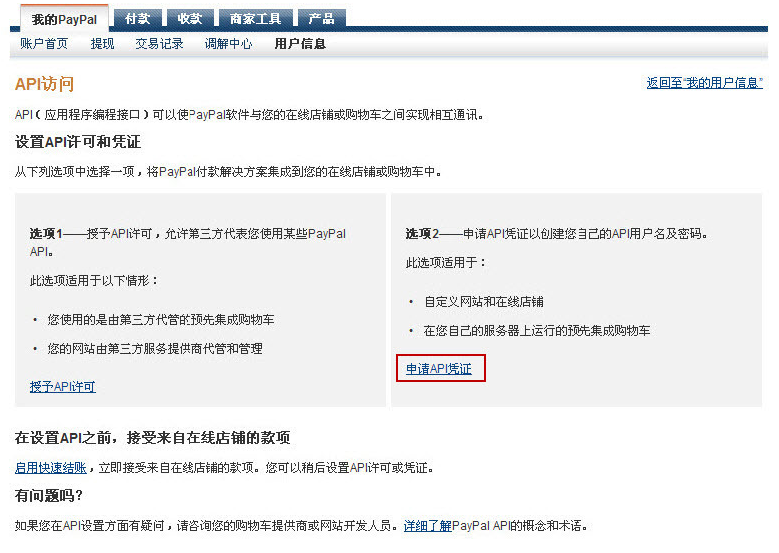 我的PayPal 付款 收款 商家工具 产品
账户首页 提现 交易记录 调解中心 用户信息
API访问
返回至“我的用户信息”
API（应用程序编程接口）可以使PayPal软件与您的在线店铺或购物车之间实现相互通讯。
设置API许可和凭证
从下列选项中选择一项，将PayPal付款解决方案集成到您的在线店铺或购物车中。
选项1——授予API许可，允许第三方代表您使用某些PayPal
API。
此选项适用于以下情形：
• 您使用的是由第三方代管的预先集成购物车
• 您的网站由第三方服务提供商代管和管理
授予API许可
选项2——申请API凭证以创建您自己的API用户名及密码。
此选项适用于：
• 自定义网站和在线店铺
• 在您自己的服务器上运行的预先集成购物车
申请API凭证
在设置API之前，接受来自在线店铺的款项
启用快速结账，立即接受来自在线店铺的款项。您可以稍后设置API许可或凭证。
有问题吗？
如果您在API设置方面有疑问，请咨询您的购物车提供商或网站开发人员。详细了解PayPal API的概念和术语。